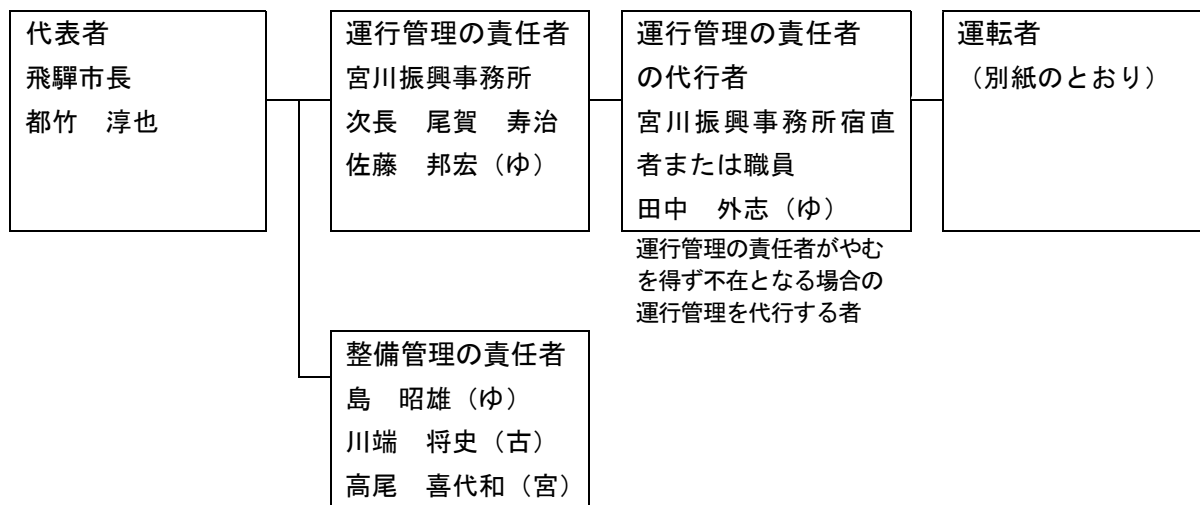 代表者
飛驒市長
都竹　淳也
運行管理の責任者
宮川振興事務所
次長　尾賀　寿治
佐藤　邦宏（ゆ）
運行管理の責任者
の代行者
宮川振興事務所宿直
者または職員
田中　外志（ゆ）
運行管理の責任者がやむ
を得ず不在となる場合の
運行管理を代行する者
運転者
（別紙のとおり）
整備管理の責任者
島　昭雄（ゆ）
川端　将史（古）
高尾　喜代和（宮）